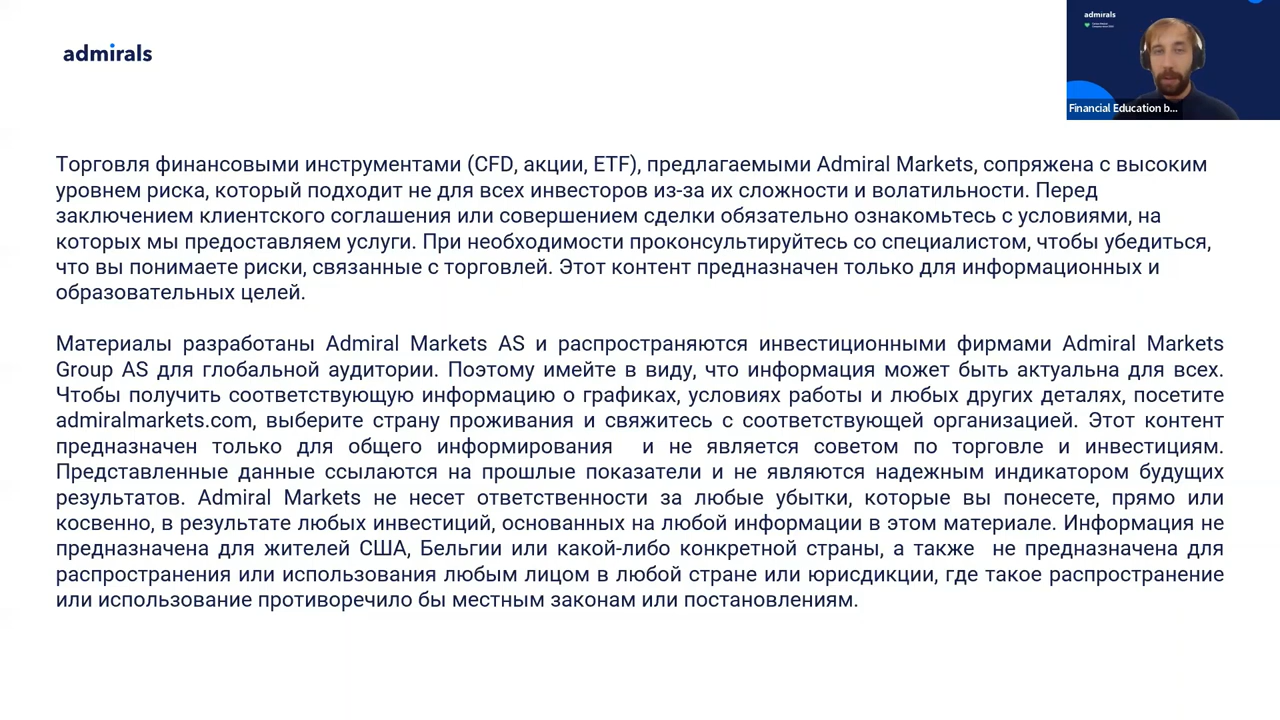 admirals
admirals
Financial Education b...
Торговля финансовыми инструментами (CFD, акции, ETF), предлагаемыми Admiral Markets, сопряжена с высоким
уровнем риска, который подходит не для всех инвесторов из-за их сложности и волатильности. Перед
заключением клиентского соглашения или совершением сделки обязательно ознакомьтесь с условиями, на
которых мы предоставляем услуги. При необходимости проконсультируйтесь со специалистом, чтобы убедиться,
что вы понимаете риски, связанные с торговлей. Этот контент предназначен только для информационных и
образовательных целей.
Материалы разработаны Admiral Markets AS и распространяются инвестиционными фирмами Admiral Markets
Group AS для глобальной аудитории. Поэтому имейте в виду, что информация может быть актуальна для всех.
Чтобы получить соответствующую информацию о графиках, условиях работы и любых других деталях, посетите
admiralmarkets.com, выберите страну проживания и свяжитесь с соответствующей организацией. Этот контент
предназначен только для общего информирования и не является советом по торговле и инвестициям.
Представленные данные ссылаются на прошлые показатели и не являются надежным индикатором будущих
результатов. Admiral Markets не несет ответственности за любые убытки, которые вы понесете, прямо или
косвенно, в результате любых инвестиций, основанных на любой информации в этом материале. Информация не
предназначена для жителей США, Бельгии или какой-либо конкретной страны, а также не предназначена для
распространения или использования любым лицом в любой стране или юрисдикции, где такое распространение
или использование противоречило бы местным законам или постановлениям.